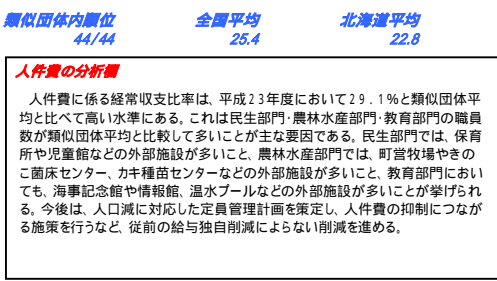 類似団体内順位 全国平均 北海道平均
44/44 25.4 22.8
人件費の分析欄
人件費に係る経常収支比率は、平成23年度において29.1%と類似団体平
均と比べて高い水準にある。これは民生部門・農林水産部門・教育部門の職員
数が類似団体平均と比較して多いことが主な要因である。民生部門では、保育
所や児童館などの外部施設が多いこと、農林水産部門では、町営牧場やきの
こ菌床センター、カキ種苗センターなどの外部施設が多いこと、教育部門におい
ても、海事記念館や情報館、温水プールなどの外部施設が多いことが挙げられ
る。今後は、人口減に対応した定員管理計画を策定し、人件費の抑制につなが
る施策を行うなど、従前の給与独自削減によらない削減を進める。